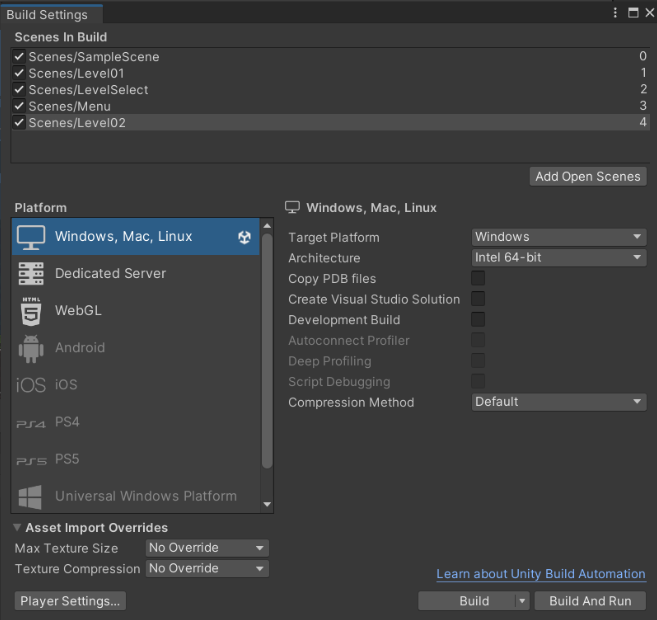 Build Settings
Scenes In Build
Scenes/SampleScene 0
Scenes/Level01 1
Scenes/LevelSelect 2
Scenes/Menu 3
Scenes/Level02 4
Add Open Scenes
Platform
Windows, Mac, Linux
Dedicated Server
HTML 5 WebGL
Android
iOS iOS
PS4 PS4
PS5 PS5
Universal Windows Platform
Windows, Mac, Linux
Target Platform Windows
Architecture Intel 64-bit
Copy PDB files
Create Visual Studio Solution
Development Build
Autoconnect Profiler
Deep Profiling
Script Debugging
Compression Method Default
Asset Import Overrides
Max Texture Size No Override
Texture Compression No Override
Learn about Unity Build Automation
Player Settings... Build Build And Run